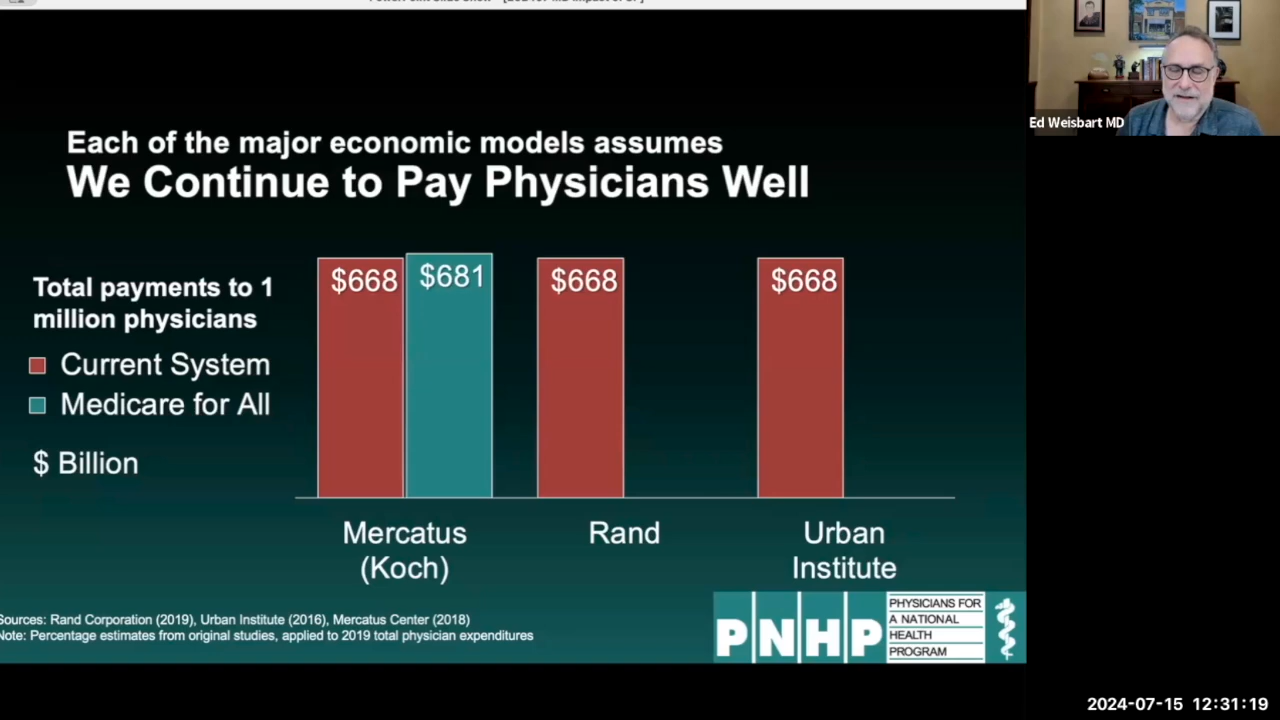 Each of the major economic models assumes
We Continue to Pay Physicians Well
Total payments to 1
million physicians
Current System
Medicare for All
$ Billion
$668
$681
$668
$668
Mercatus
(Koch)
Rand
Urban
Institute
Sources: Rand Corporation (2019), Urban Institute (2016), Mercatus Center (2018)
Note: Percentage estimates from original studies, applied to 2019 total physician expenditures
PNHP
PHYSICIANS FOR
A NATIONAL
HEALTH
PROGRAM
Ed Weisbart MD
2024-07-15 12:31:19